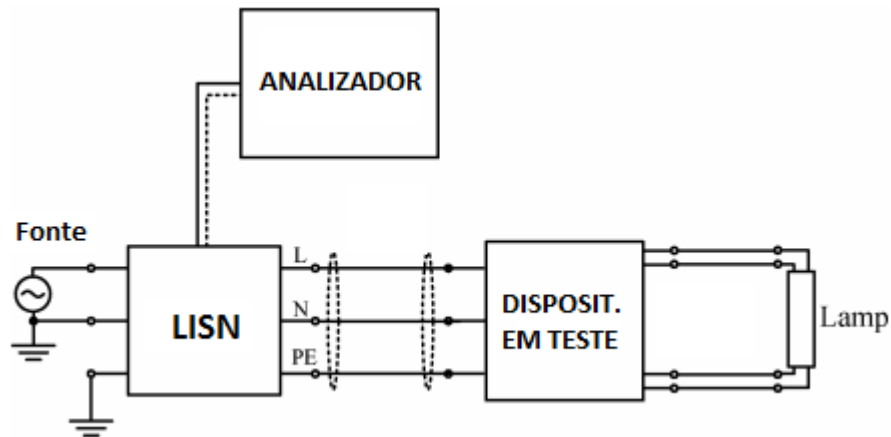 ANALIZADOR
Fonte
L
LISN
N
PE
DISPOSIT.
EM TESTE
Lamp